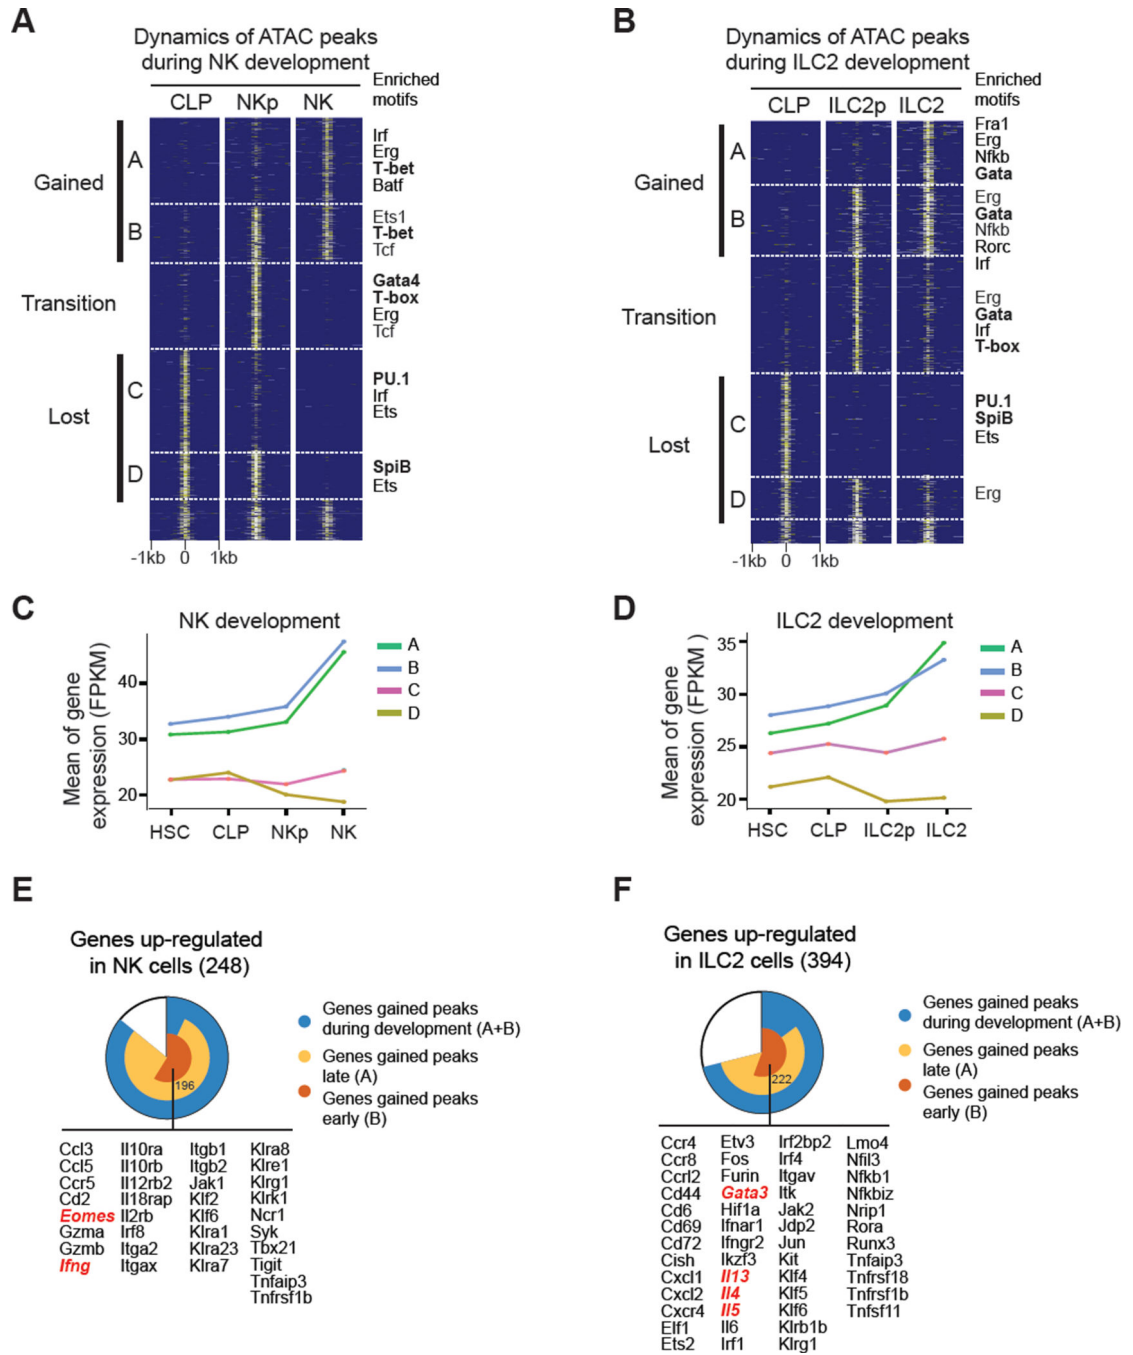 A
Dynamics of ATAC peaks
during NK development
Enriched
motifs
CLP NKp NK
Gained
A
Irf
Erg
T-bet
Batf
B
Ets1
T-bet
Tcf
Transition
Gata4
T-box
Erg
Tcf
Lost
C
PU.1
Irf
Ets
D
SpiB
Ets
-1kb 0 1kb
B
Dynamics of ATAC peaks
during ILC2 development
Enriched
motifs
CLP ILC2p ILC2
Gained
A
Fra1
Erg
Nfkb
Gata
B
Erg
Gata
Nfkb
Rorc
Irf
Transition
Erg
Gata
Irf
T-box
Lost
C
PU.1
SpiB
Ets
D
Erg
-1kb 0 1kb
C
NK development
Mean of gene
expression (FPKM)
40
30
20
HSC CLP NKp NK
A
B
C
D
D
ILC2 development
Mean of gene
expression (FPKM )
35
30
25
20
HSC CLP ILC2p ILC2
A
B
C
D
E
Genes up-regulated
in NK cells (248)
196
Genes gained peaks
during development (A+B)
Genes gained peaks
late (A)
Genes gained peaks
early (B)
Ccl3 Il10ra Itgb1 Klra8
Ccl5 Il10rb Itgb2 Klre1
Ccr5 Il12rb2 Jak1 Klrg1
Cd2 Il18rap Klf2 Klrk1
Eomes Il2rb Klf6 Ncr1
Gzma Irf8 Klra1 Syk
Gzmb Itga2 Klra23 Tbx21
Ifng Itgax Klra7 Tigit
Tnfaip3
Tnfrsf1b
F
Genes up-regulated
in ILC2 cells (394)
222
Genes gained peaks
during development (A+B)
Genes gained peaks
late (A)
Genes gained peaks
early (B)
Ccr4 Etv3 Irf2bp2 Lmo4
Ccr8 Fos Irf4 Nfil3
Ccrl2 Furin Itgav Nfkb1
Cd44 Gata3 Itk Nfkbiz
Cd6 Hif1a Jak2 Nrip1
Cd69 Ifnar1 Jdp2 Rora
Cd72 Ifngr2 Jun Runx3
Cish Ikzf3 Kit Tnfaip3
Cxcl1 Il13 Klf4 Tnfrsf18
Cxcl2 Il4 Klf5 Tnfrsf1b
Cxcr4 Il5 Klf6 Tnfsf11
Elf1 Il6 Klrb1b
Ets2 Irf1 Klrg1